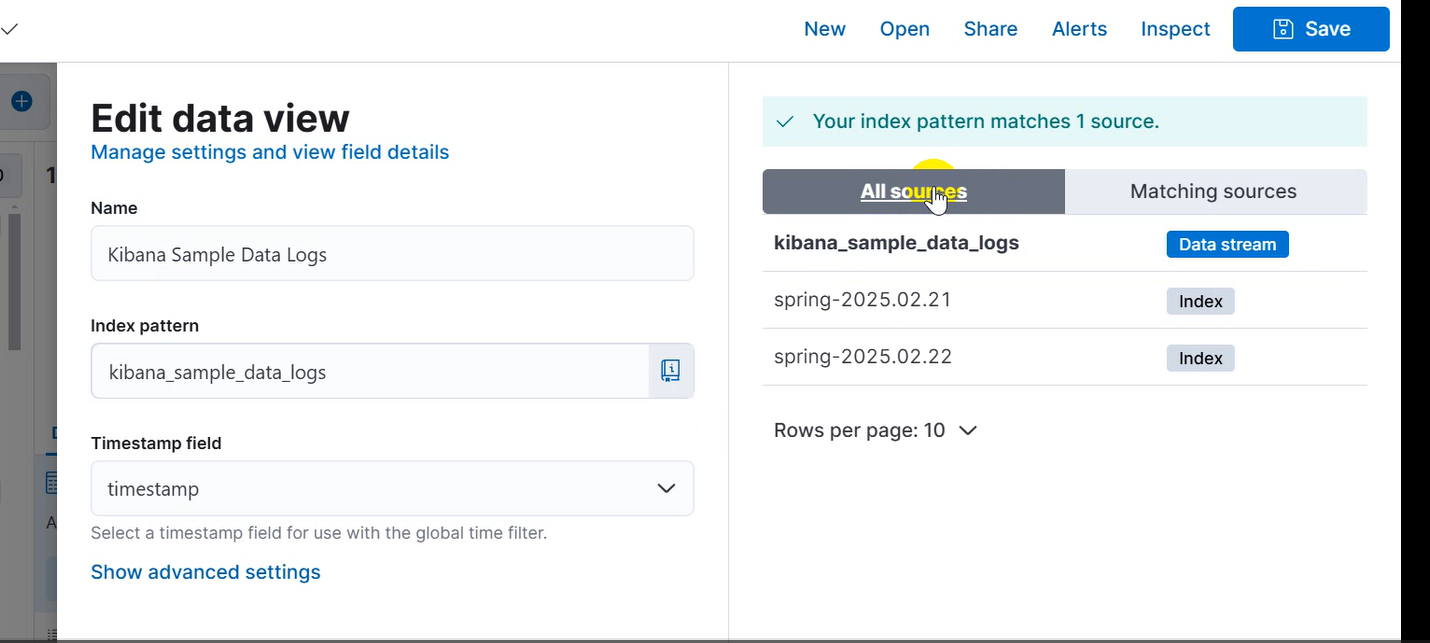 New Open Share Alerts Inspect Save
Edit data view
Manage settings and view field details
Name
Kibana Sample Data Logs
Index pattern
kibana_sample_data_logs
Timestamp field
timestamp
Select a timestamp field for use with the global time filter.
Show advanced settings
Your index pattern matches 1 source.
All sources Matching sources
kibana_sample_data_logs Data stream
spring-2025.02.21 Index
spring-2025.02.22 Index
Rows per page: 10